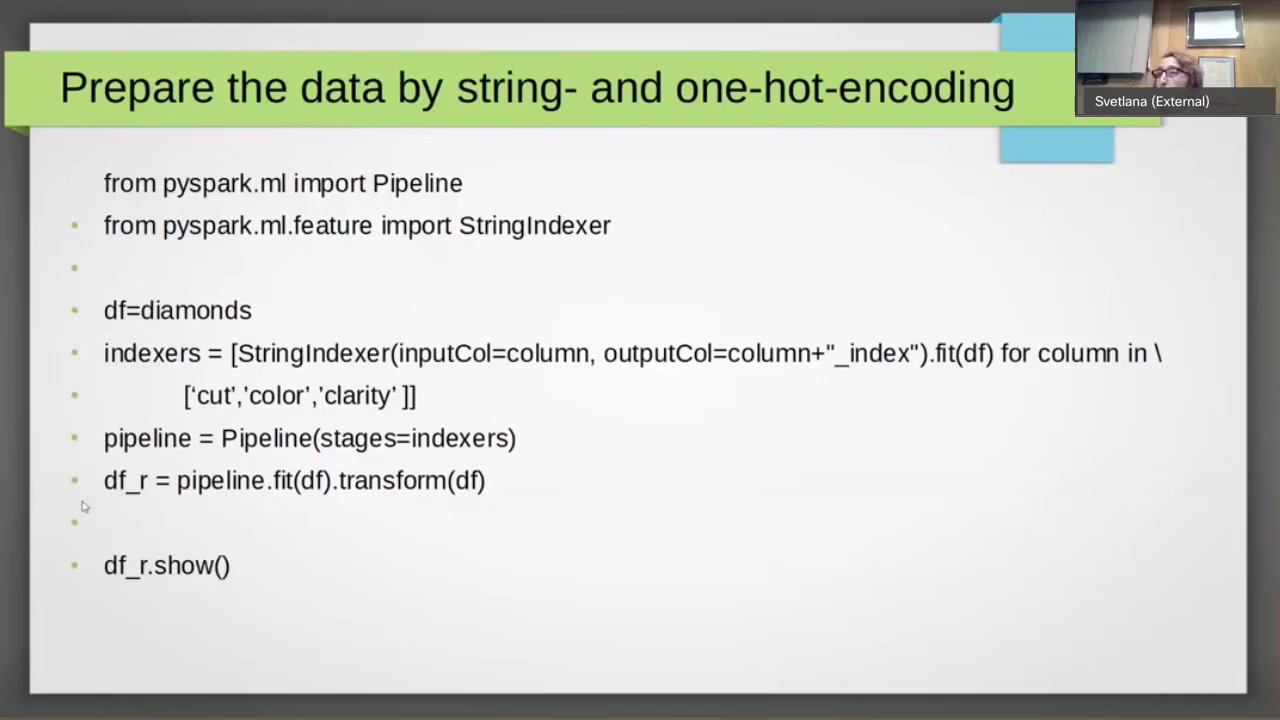 Prepare the data by string- and one-hot-encoding
Svetlana (External)
from pyspark.ml import Pipeline
from pyspark.ml.feature import StringIndexer
df=diamonds
indexers = [StringIndexer(inputCol=column, outputCol=column+"_index").fit(df) for column in \
[‘cut’,’color’,’clarity’ ]]
pipeline = Pipeline(stages=indexers)
df_r = pipeline.fit(df).transform(df)
df_r.show()